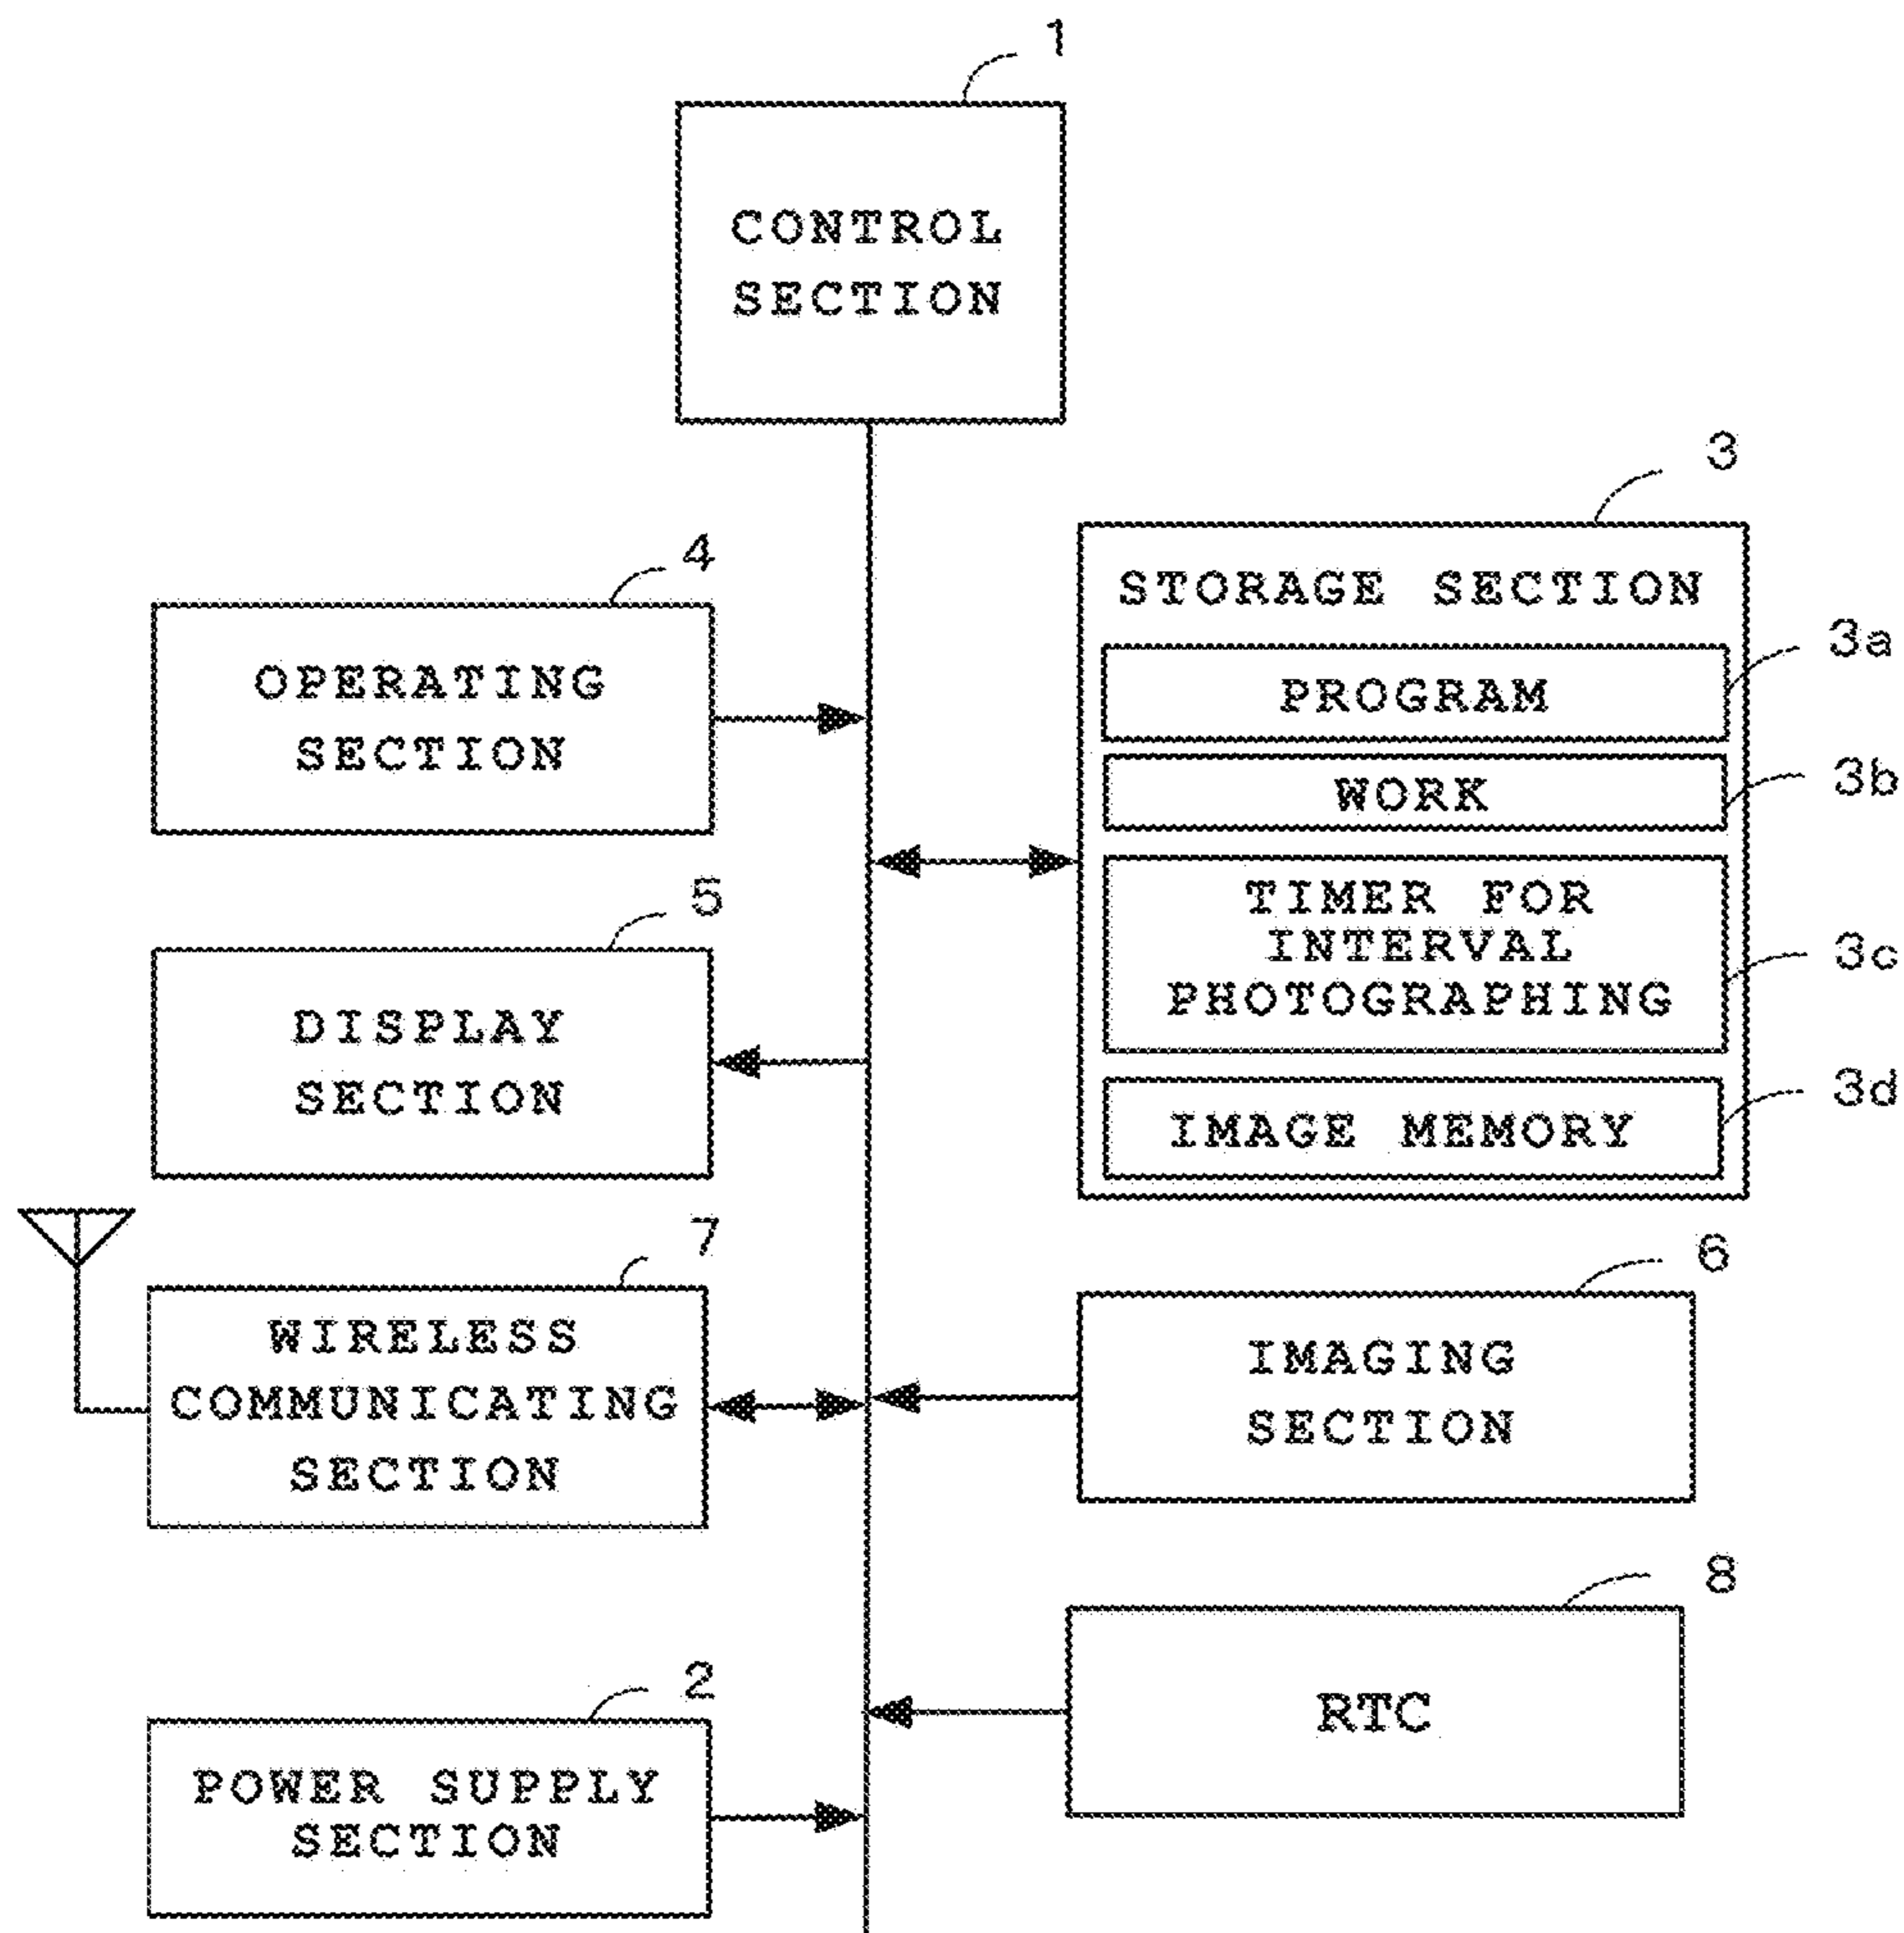 1
CONTROL
SECTION
3
STORAGE SECTION
3a
PROGRAM
3b
WORK
3c
TIMER FOR
INTERVAL
PHOTOGRAPHING
3d
IMAGE MEMORY
4
OPERATING
SECTION
5
DISPLAY
SECTION
7
WIRELESS
COMMUNICATING
SECTION
6
IMAGING
SECTION
8
RTC
2
POWER SUPPLY
SECTION